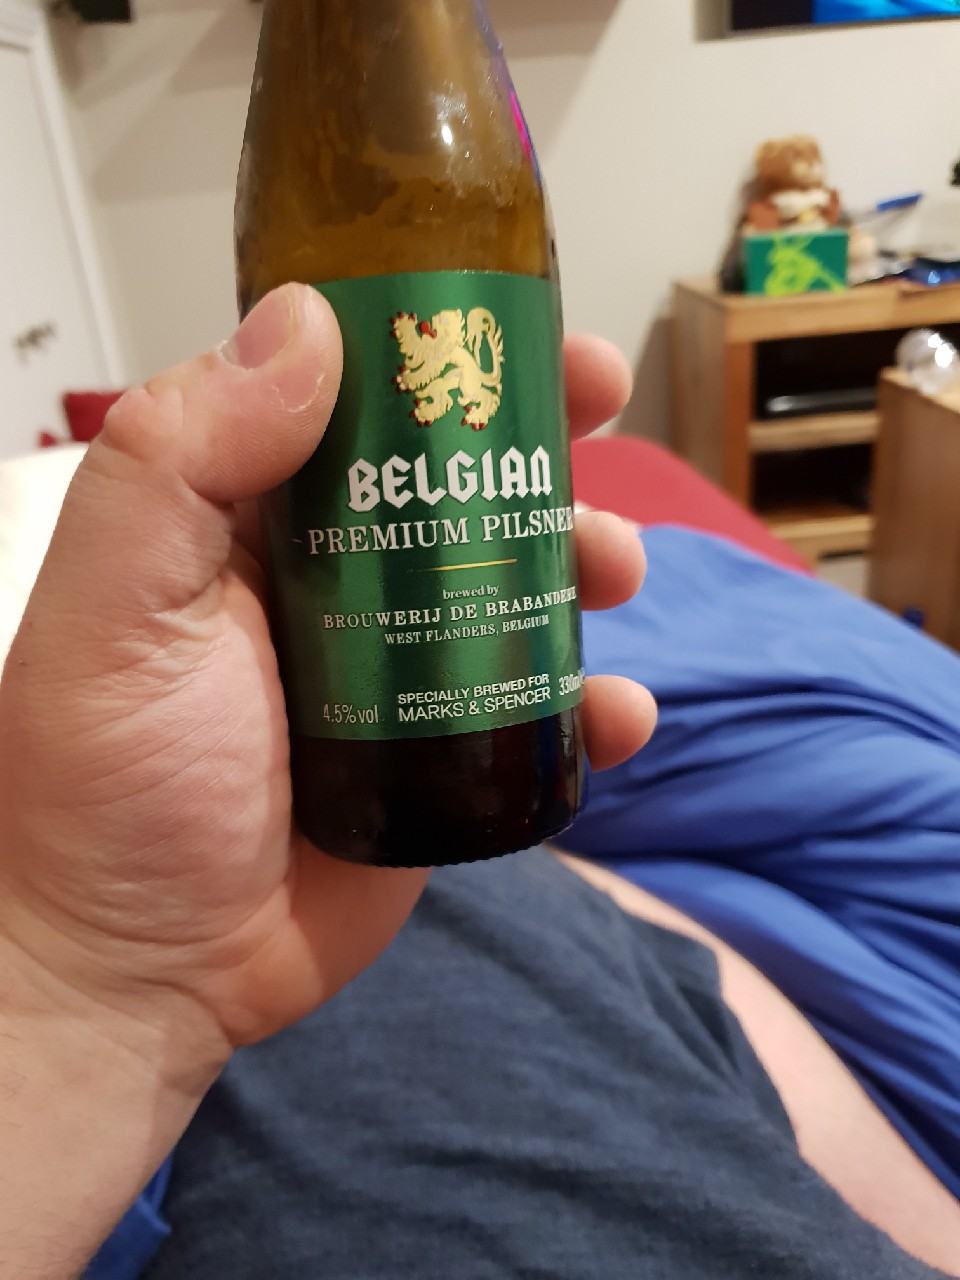 BELGIAN
PREMIUM PILSNER
brewed by
BROUWERIJ DE BRABANDERE
WEST FLANDERS, BELGIUM
SPECIALLY BREWED FOR
MARKS & SPENCER
4.5%vol
330ml